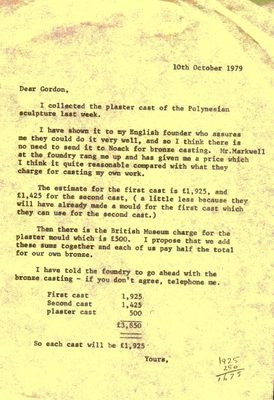 10th October 1979
Dear Gordon,
I collected the plaster cast of the Polynesian
sculpture last week.
I have shown it to my English founder who assures
me they could do it very well, and so I think there is
no need to send it to Noack for bronze casting. Mr.Markwell
at the foundry rang me up and has given me a price which
I think it quite reasonable compared with what they
charge for casting my own work.
The estimate for the first cast is £1,925, and
£1,425 for the second cast, ( a little less because they
will have already made a mould for the first cast which
they can use for the second cast.)
Then there is the British Museum charge for the
plaster mould which is £500. I propose that we add
these sums together and each of us pay half the total
for our own bronze.
I have told the foundry to go ahead with the
bronze casting - if you don't agree, telephone me.
First cast 1,925
Second cast 1,425
plaster cast 500
£3,850
So each cast will be £1,925
Yours,
1925
250
1675